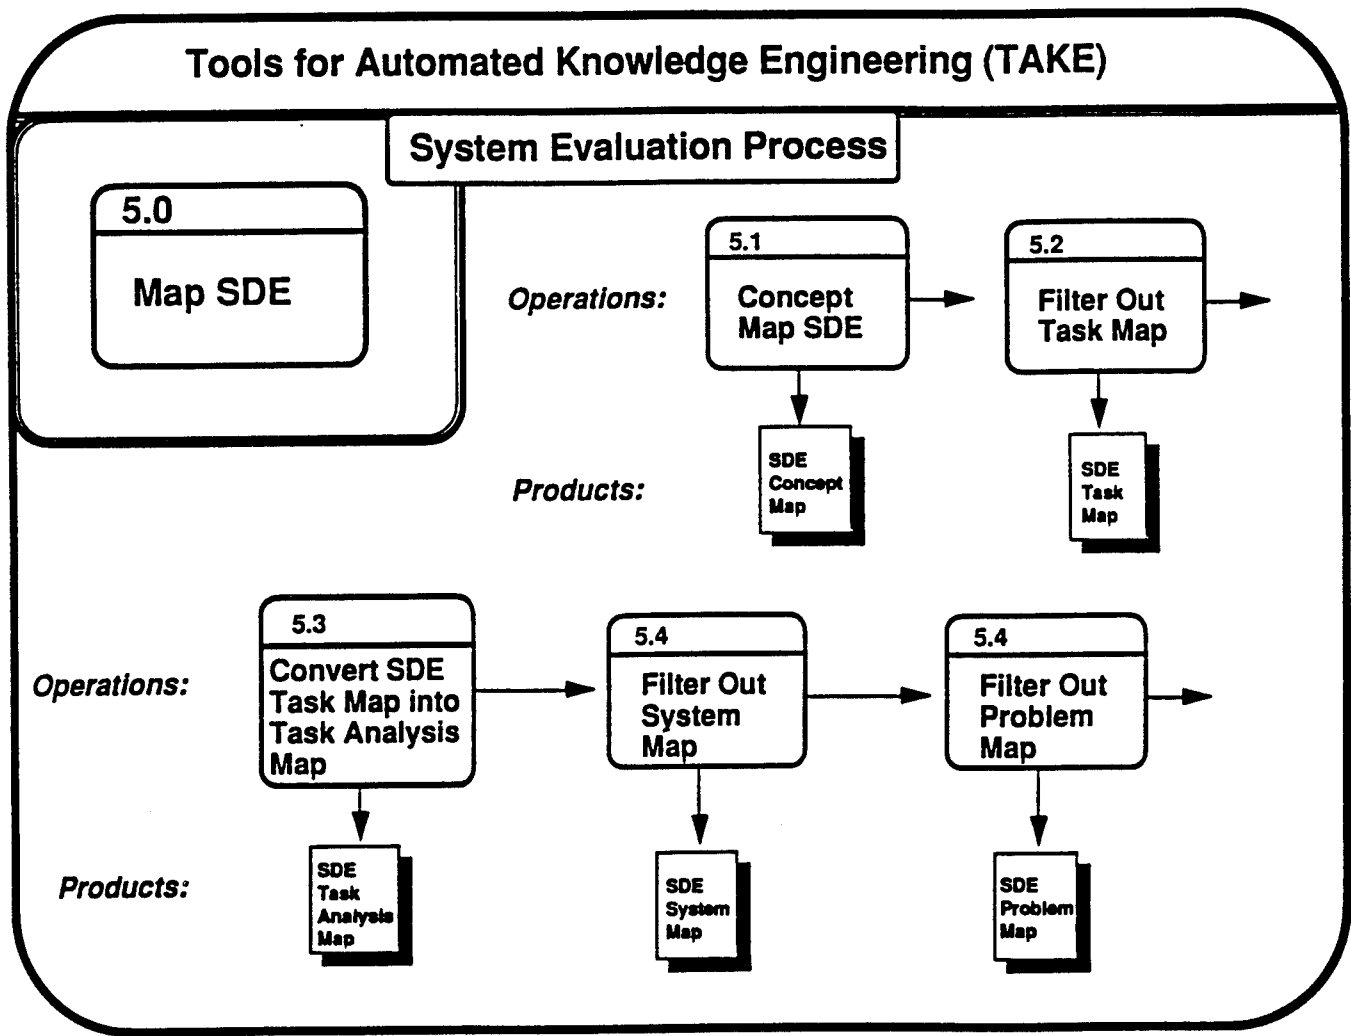 Tools for Automated Knowledge Engineering (TAKE)
System Evaluation Process
5.0
Map SDE
Operations:
5.1
Concept
Map SDE
5.2
Filter Out
Task Map
Products:
SDE
Concept
Map
SDE
Task
Map
Operations:
5.3
Convert SDE
Task Map into
Task Analysis
Map
5.4
Filter Out
System
Map
5.4
Filter Out
Problem
Map
Products:
SDE
Task
Analysis
Map
SDE
System
Map
SDE
Problem
Map